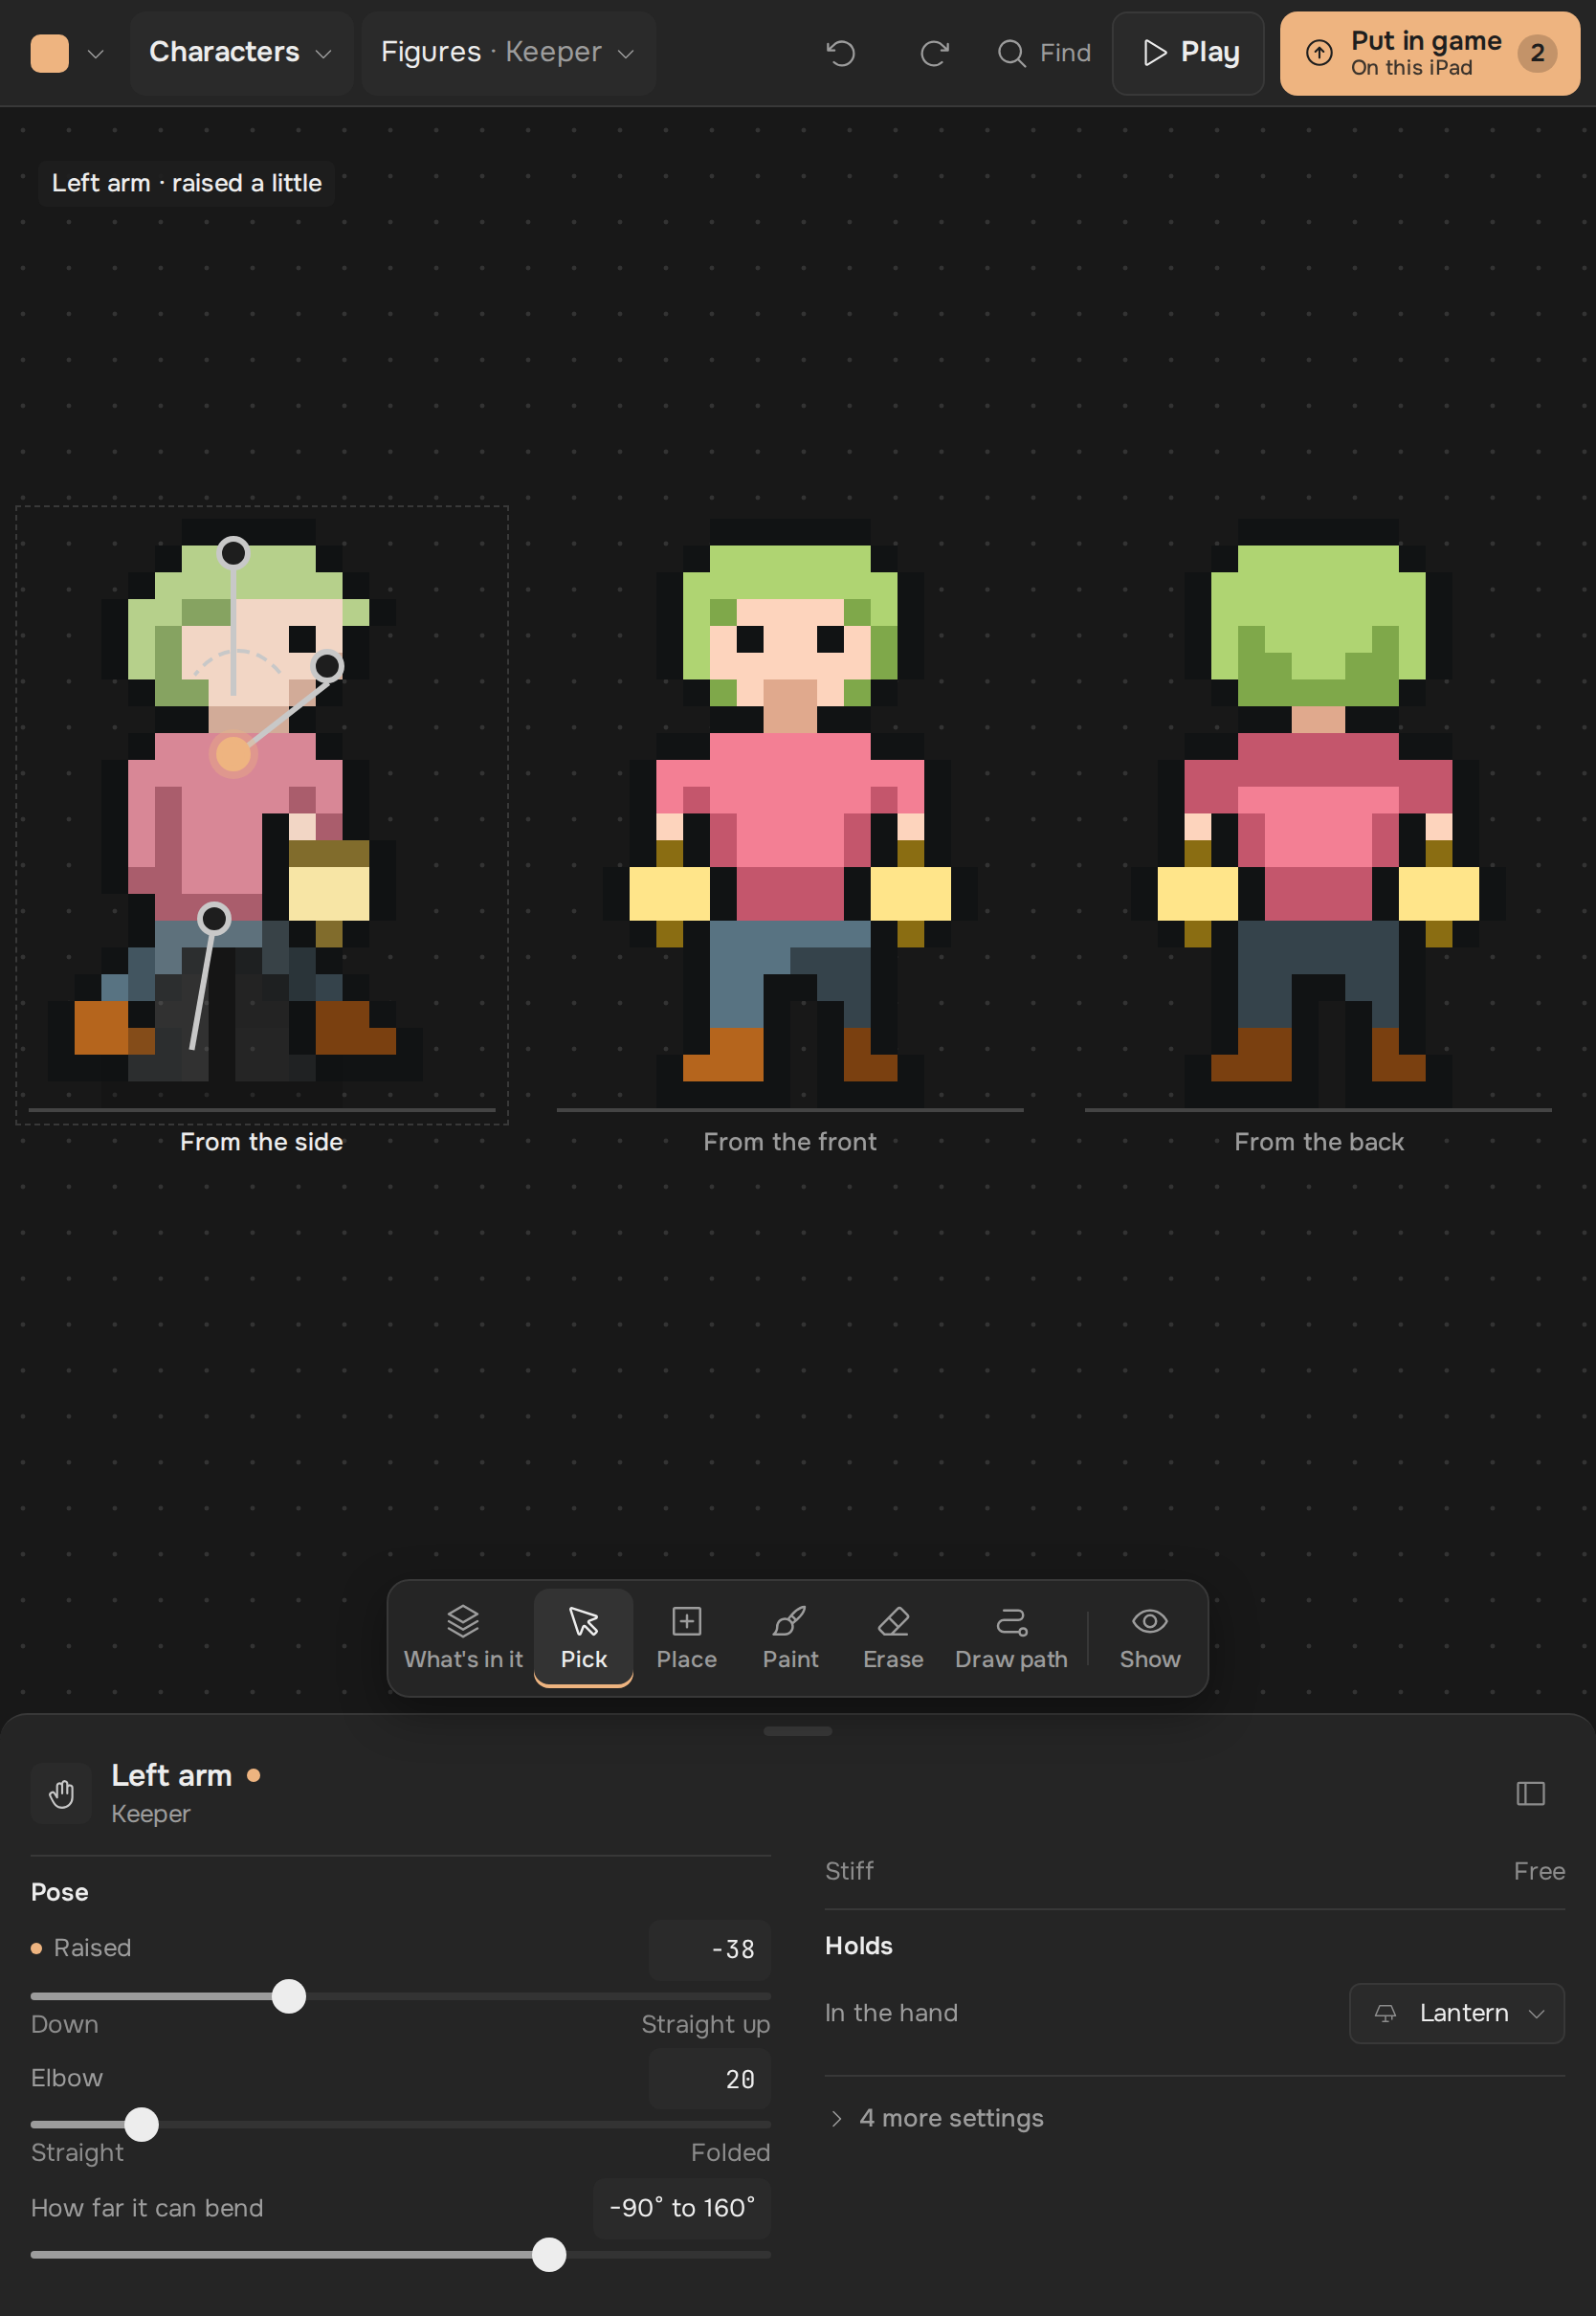 Characters
Figures · Keeper
Find
Play
Put in game
On this iPad
2
Left arm · raised a little
From the side
From the front
From the back
What's in it
Pick
Place
Paint
Erase
Draw path
Show
Left arm
Keeper
Pose
Raised
-38
Down
Straight up
Elbow
20
Straight
Folded
How far it can bend
-90° to 160°
Stiff
Free
Holds
In the hand
Lantern
4 more settings